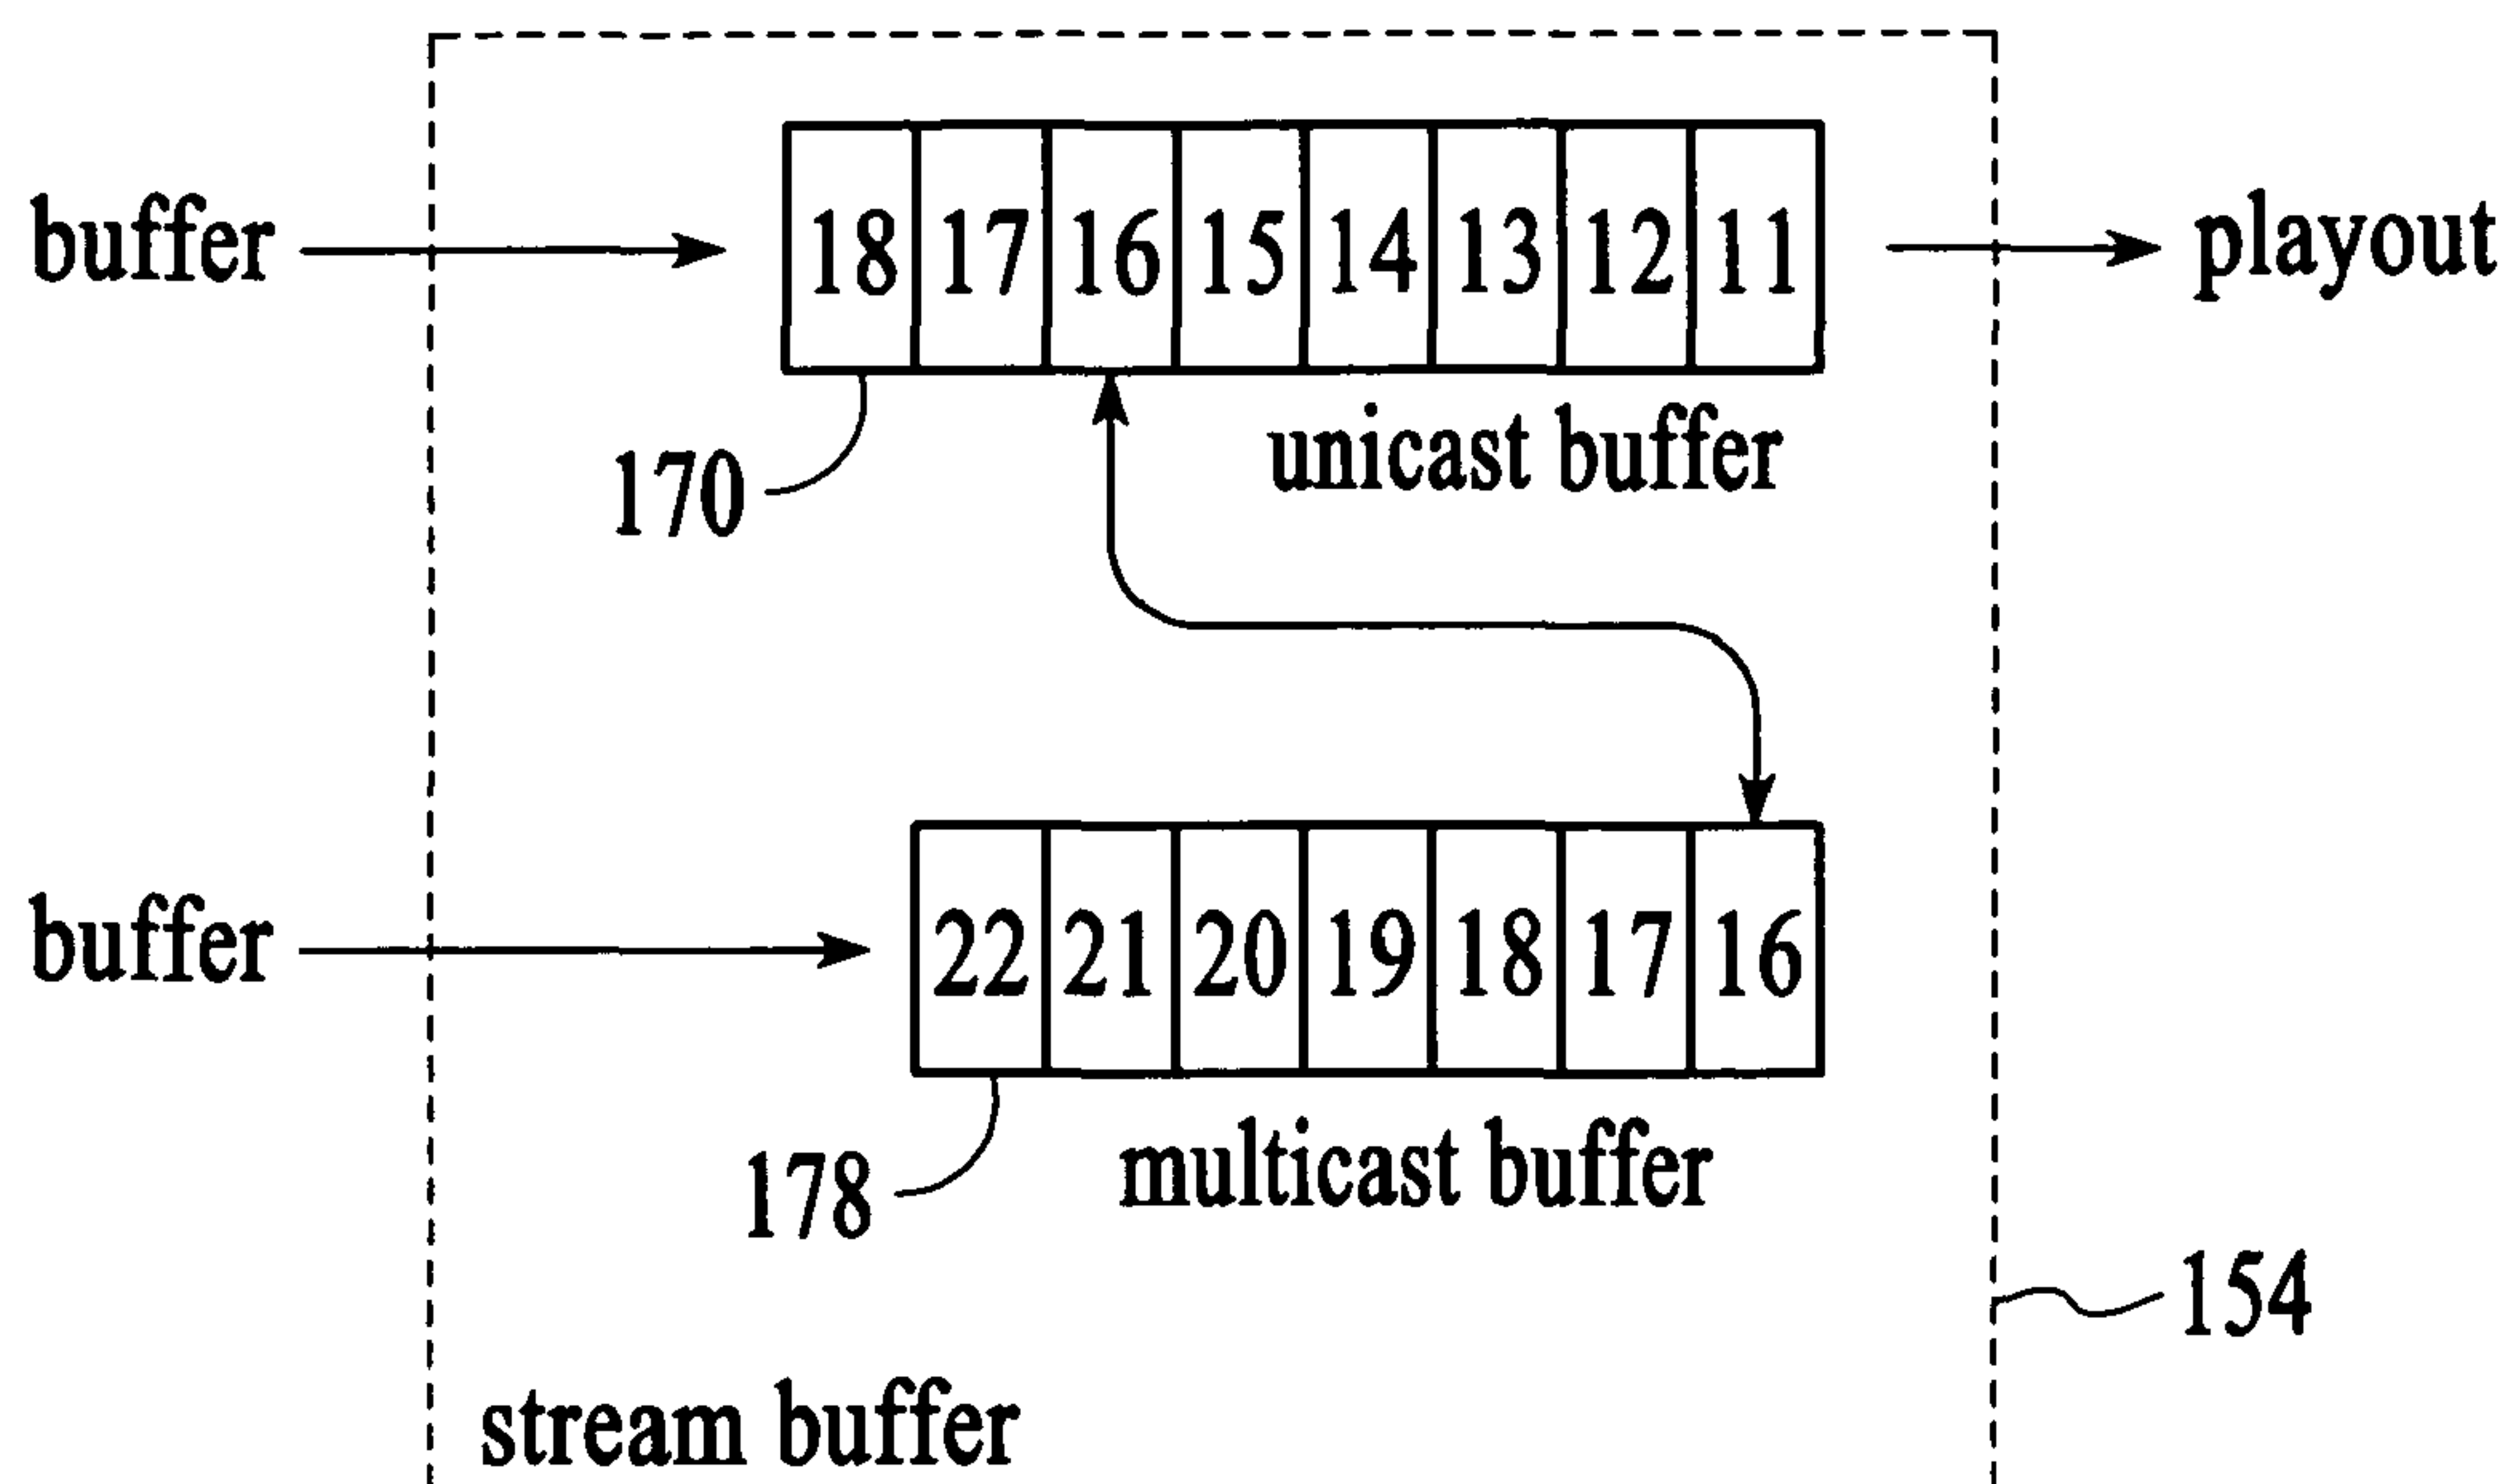 buffer
18 17 16 15 14 13 12 11
playout
170
unicast buffer
buffer
22 21 20 19 18 17 16
178
multicast buffer
154
stream buffer